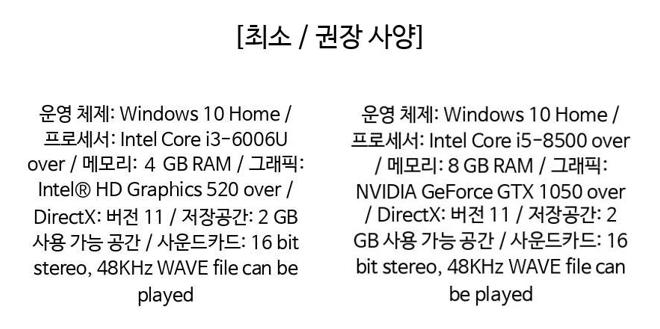 [최소 / 권장 사양]
운영 체제: Windows 10 Home /
프로세서: Intel Core i3-6006U
over / 메모리: 4 GB RAM / 그래픽:
Intel® HD Graphics 520 over /
DirectX: 버전 11 / 저장공간: 2 GB
사용 가능 공간 / 사운드카드: 16 bit
stereo, 48KHz WAVE file can be
played
운영 체제: Windows 10 Home /
프로세서: Intel Core i5-8500 over
/ 메모리: 8 GB RAM / 그래픽:
NVIDIA GeForce GTX 1050 over
/ DirectX: 버전 11 / 저장공간: 2
GB 사용 가능 공간 / 사운드카드: 16
bit stereo, 48KHz WAVE file can
be played